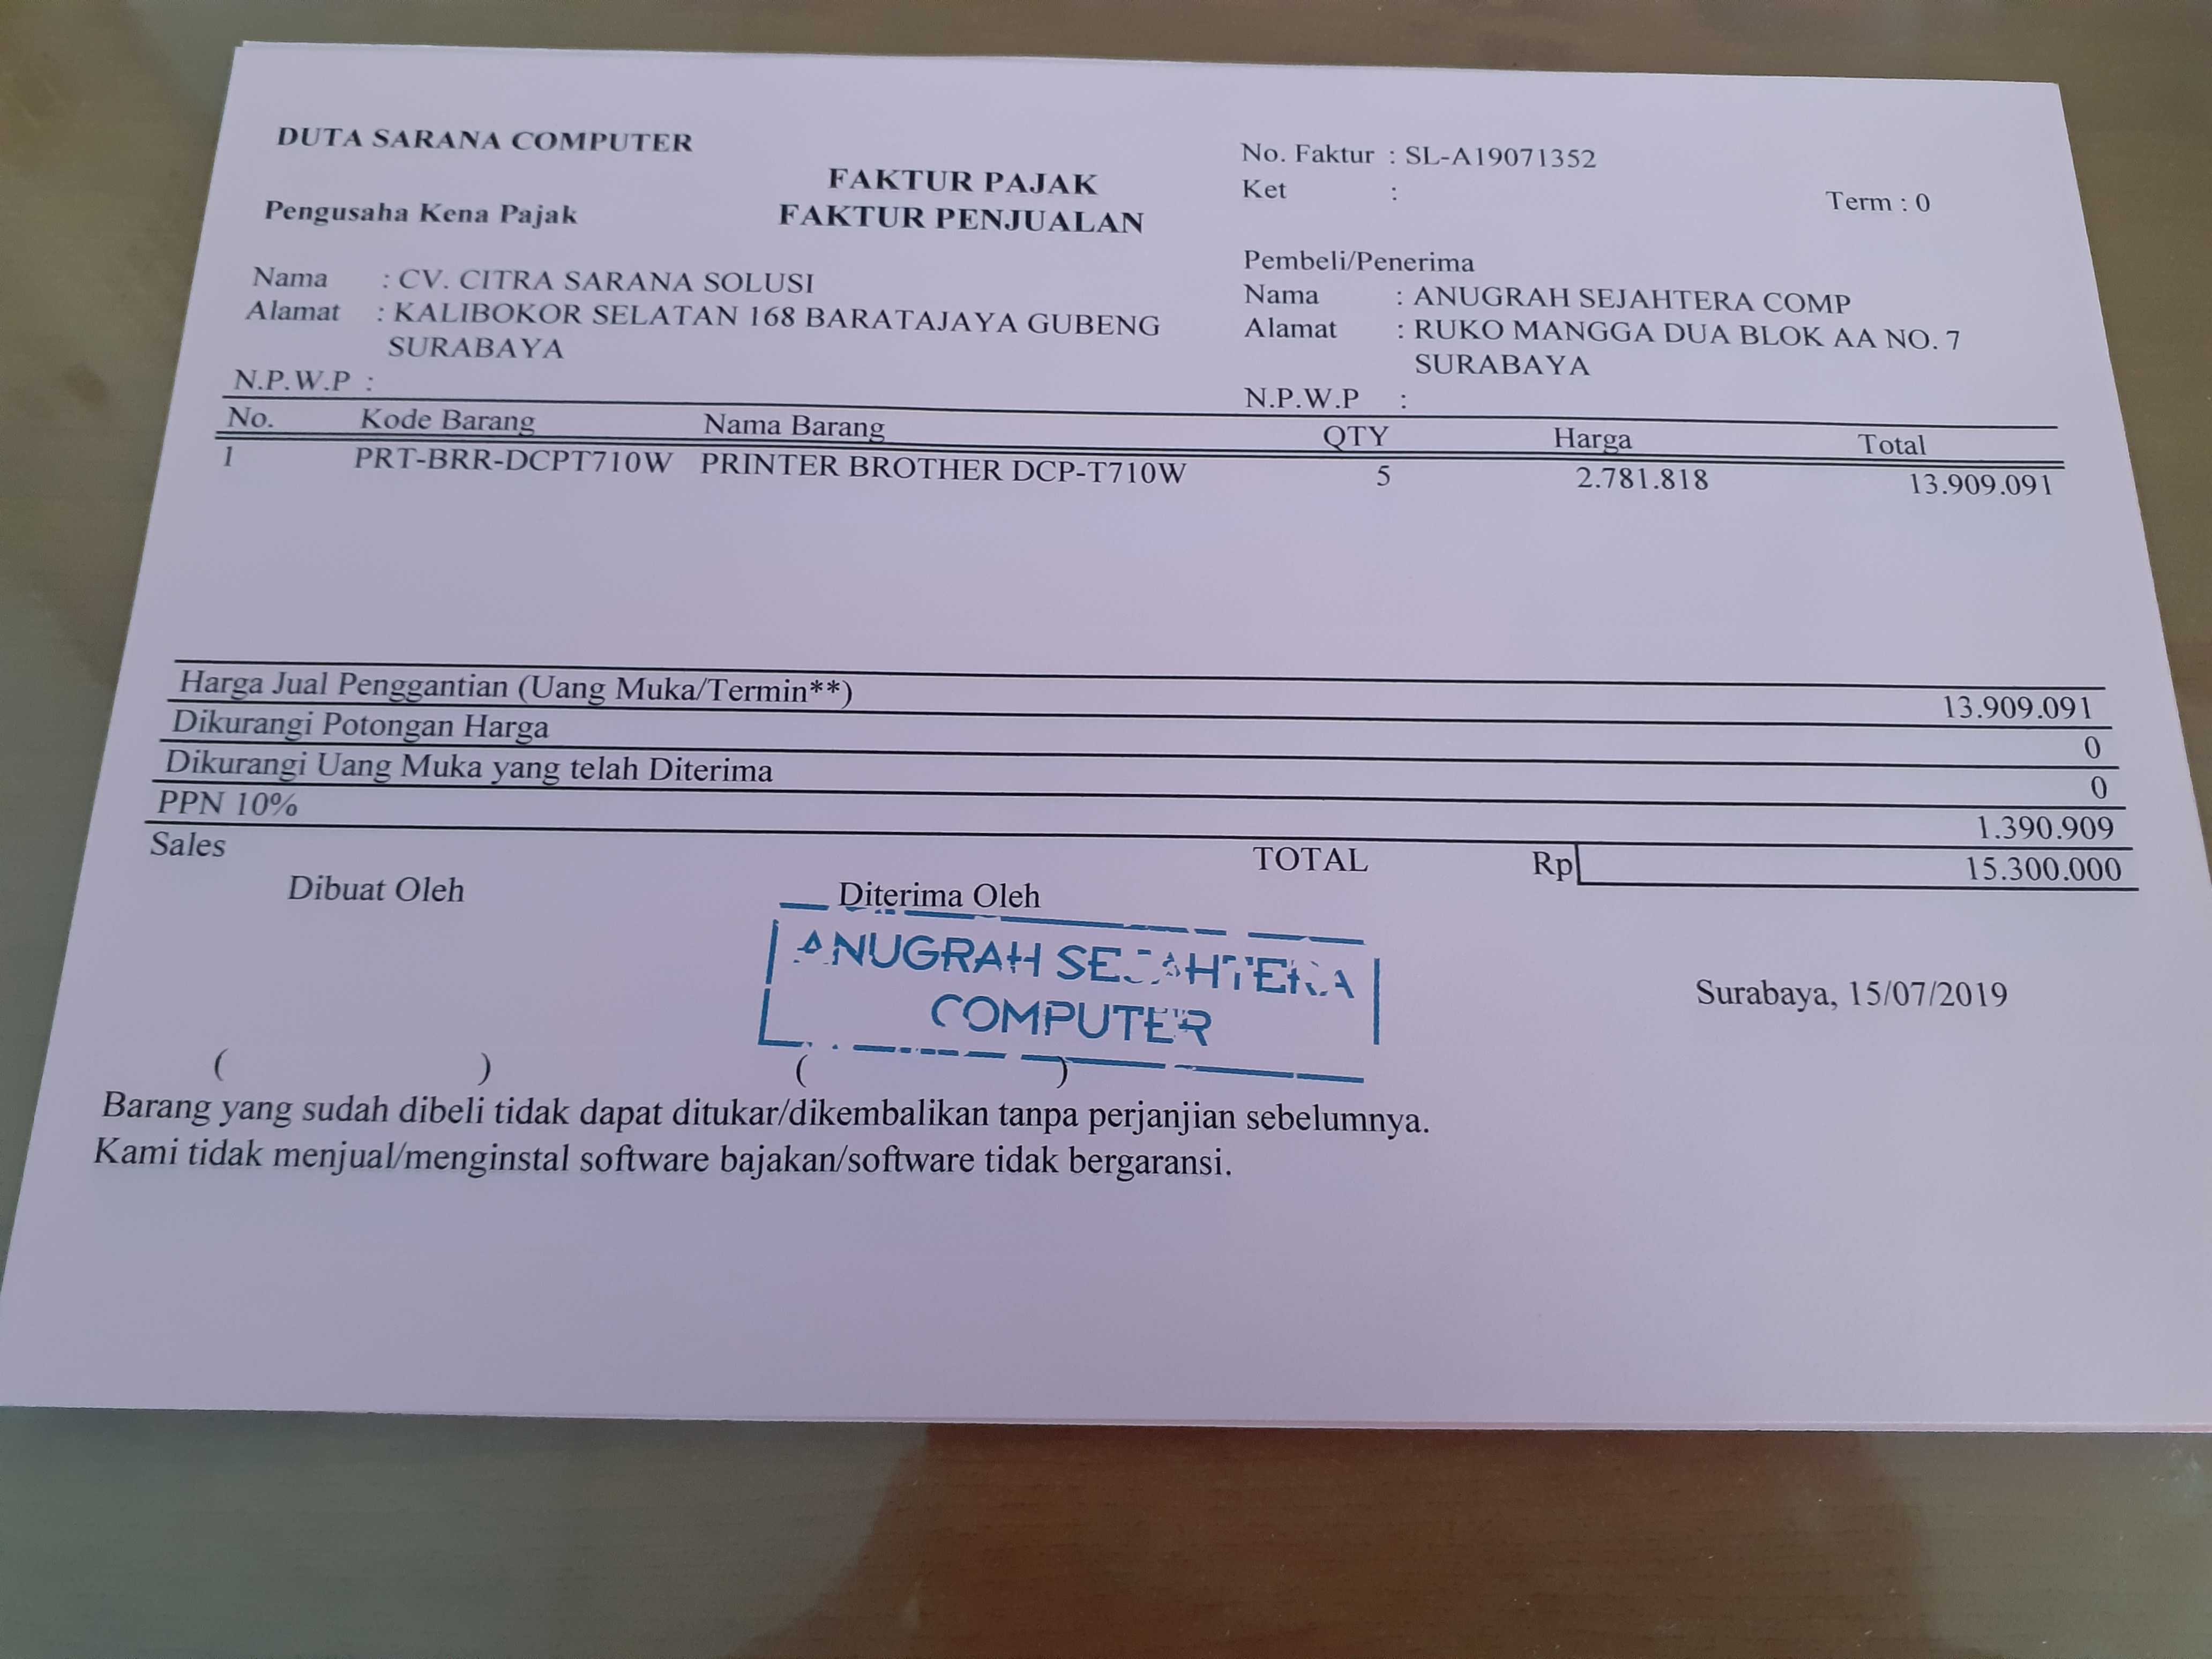 DUTA SARANA COMPUTER
FAKTUR PAJAK
FAKTUR PENJUALAN
Pengusaha Kena Pajak
No. Faktur : SL-A19071352
Ket :
Term : 0
Nama : CV. CITRA SARANA SOLUSI
Alamat : KALIBOKOR SELATAN 168 BARATAJAYA GUBENG
SURABAYA
N.P.W.P :
Pembeli/Penerima
Nama : ANUGRAH SEJAHTERA COMP
Alamat : RUKO MANGGA DUA BLOK AA NO. 7
SURABAYA
N.P.W.P :
No. Kode Barang Nama Barang QTY Harga Total
1 PRT-BRR-DCPT710W PRINTER BROTHER DCP-T710W 5 2.781.818 13.909.091
Harga Jual Penggantian (Uang Muka/Termin**) 13.909.091
Dikurangi Potongan Harga 0
Dikurangi Uang Muka yang telah Diterima 0
PPN 10% 1.390.909
Sales TOTAL Rp 15.300.000
Dibuat Oleh Diterima Oleh
ANUGRAH SEJAHTERA
COMPUTER
Surabaya, 15/07/2019
( ) ( )
Barang yang sudah dibeli tidak dapat ditukar/dikembalikan tanpa perjanjian sebelumnya.
Kami tidak menjual/menginstal software bajakan/software tidak bergaransi.